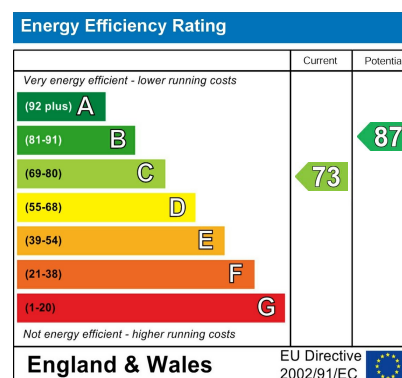 Energy Efficiency Rating
Current Potentia
Very energy efficient - lower running costs
(92 plus) A
(81-91) B 87
(69-80) C 73
(55-68) D
(39-54) E
(21-38) F
(1-20) G
Not energy efficient - higher running costs
England & Wales
EU Directive
2002/91/EC